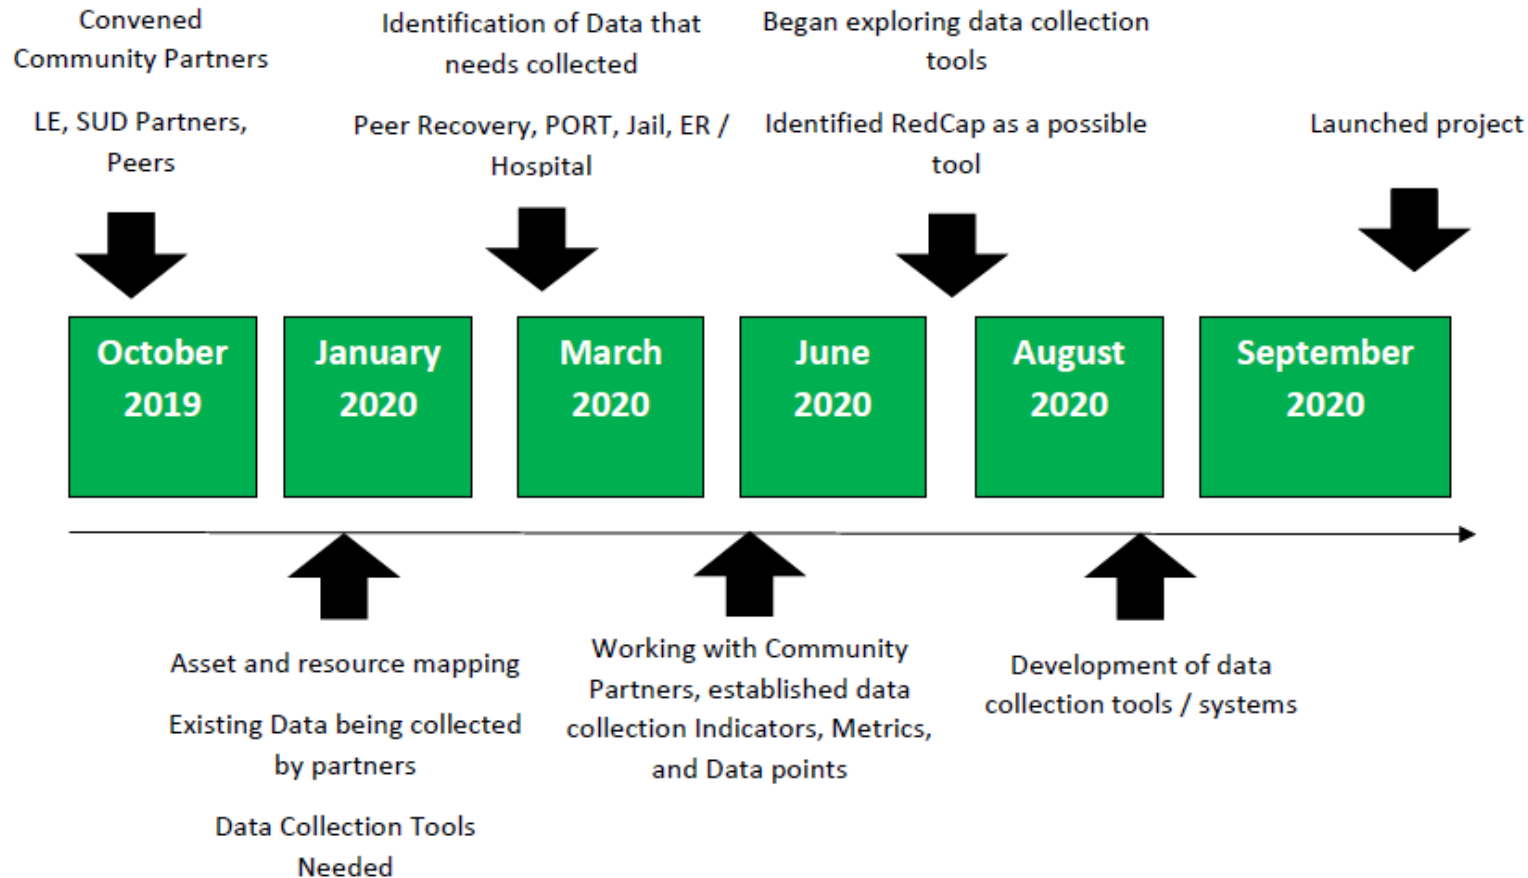 Convened
Community Partners
LE, SUD Partners,
Peers
Identification of Data that
needs collected
Peer Recovery, PORT, Jail, ER /
Hospital
Began exploring data collection
tools
Identified RedCap as a possible
tool
Launched project
October
2019
January
2020
March
2020
June
2020
August
2020
September
2020
Asset and resource mapping
Existing Data being collected
by partners
Data Collection Tools
Needed
Working with Community
Partners, established data
collection Indicators, Metrics,
and Data points
Development of data
collection tools / systems